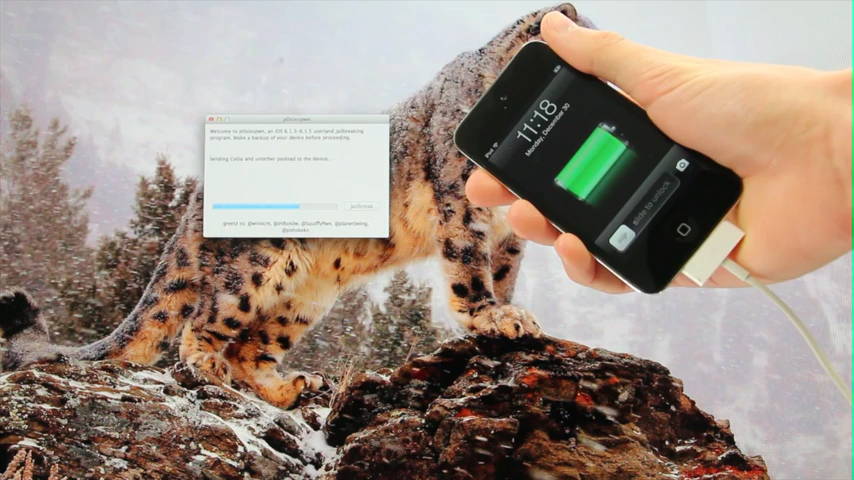 p0sixspwn
Welcome to p0sixspwn, an iOS 6.1.3-6.1.5 userland jailbreaking
program. Make a backup of your device before proceeding.
Sending Cydia and untether payload to the device...
Jailbreak
greetz to: @winocm, @iH8sn0w, @SquiffyPwn, @planetbeing,
@pimskeks
iPod
11:18
Monday, December 30
slide to unlock